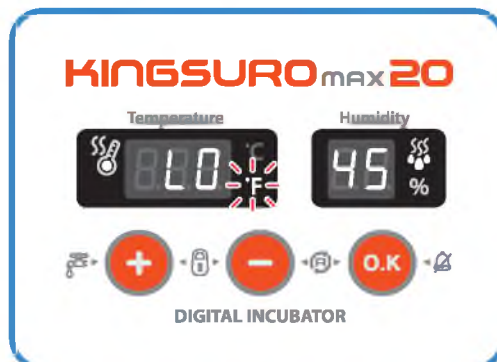 KINGSURO MAX 20
Temperature Humidity
LO °C °F 45 %
+ - O.K
DIGITAL INCUBATOR